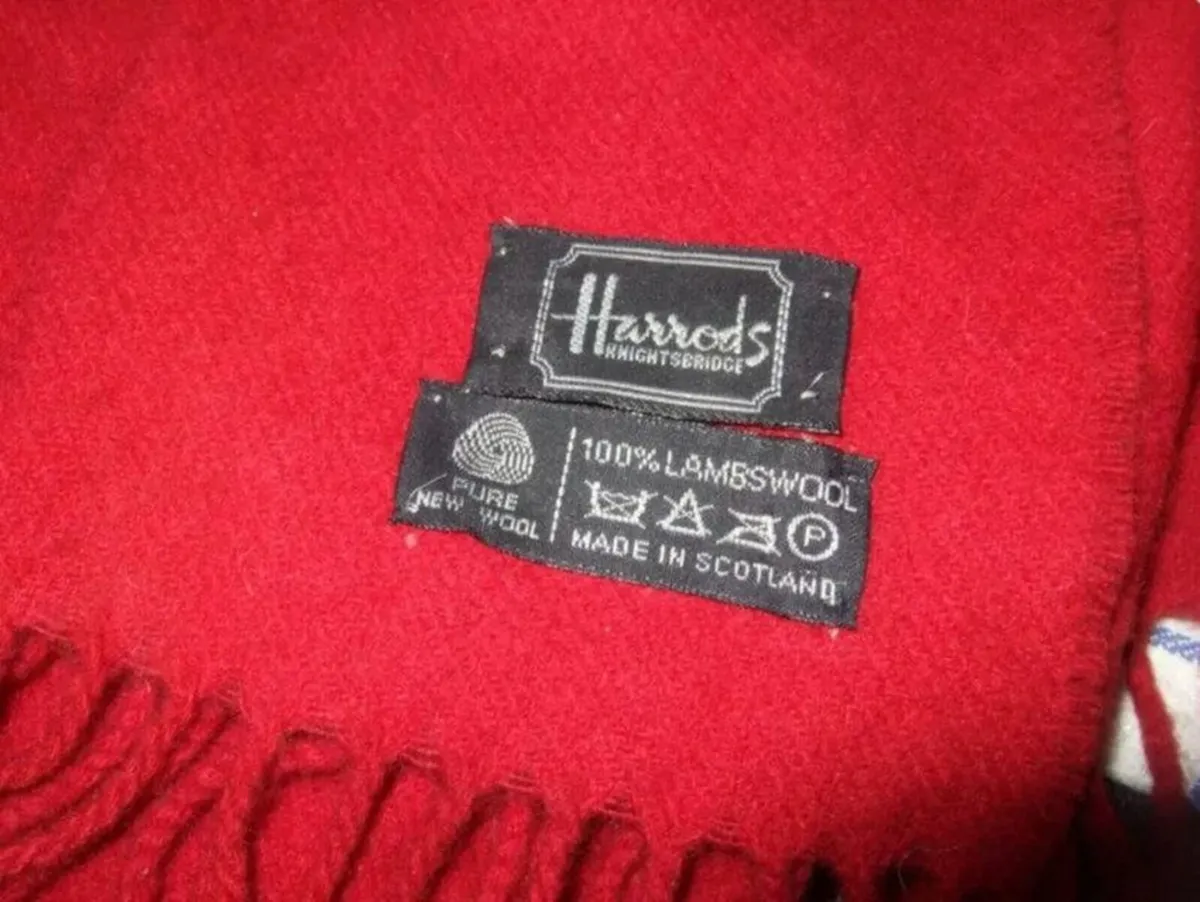 Harrods
KNIGHTSBRIDGE
PURE
NEW WOOL
100% LAMBSWOOL
P
MADE IN SCOTLAND